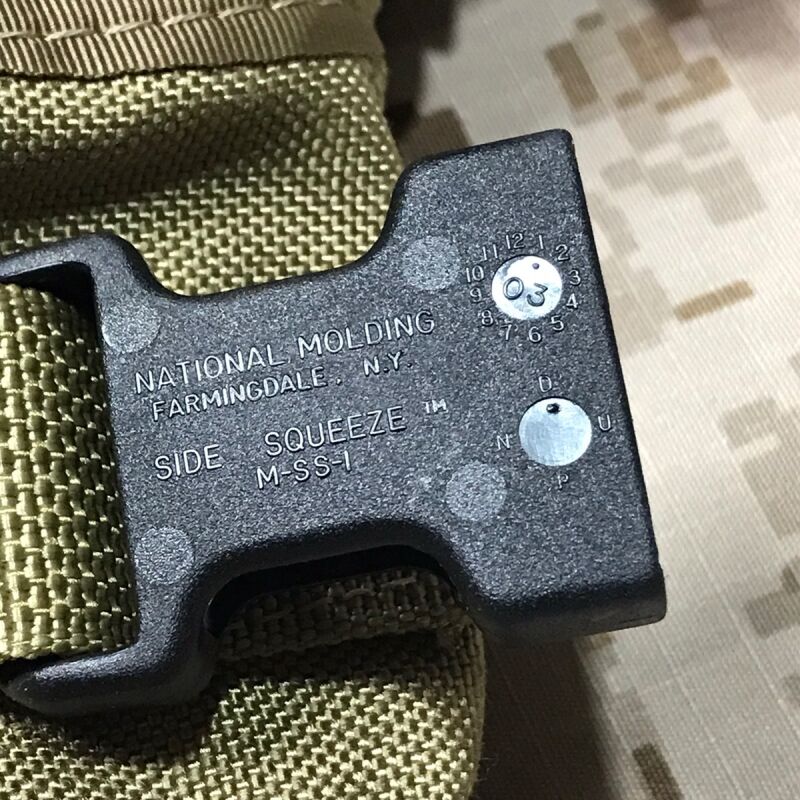 12 1 2 3 4 5 6 7 8 9 10 11
03
NATIONAL MOLDING
FARMINGDALE. N.Y.
SIDE SQUEEZE ™
M-SS-1
D
N U
P